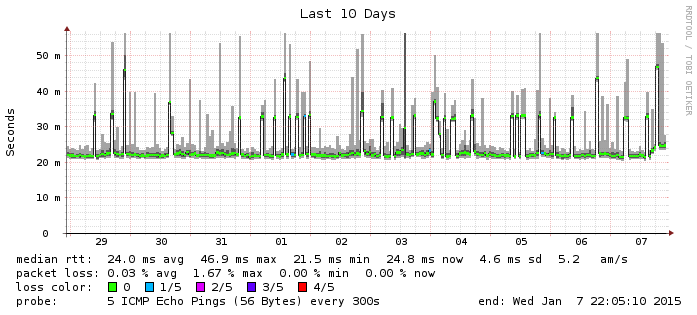 Last 10 Days
RRDTOOL / TOBI OETIKER
Seconds
50 m
40 m
30 m
20 m
10 m
0
29 30 31 01 02 03 04 05 06 07
median rtt: 24.0 ms avg 46.9 ms max 21.5 ms min 24.8 ms now 4.6 ms sd 5.2 am/s
packet loss: 0.03 % avg 1.67 % max 0.00 % min 0.00 % now
loss color: 0 1/5 2/5 3/5 4/5
probe: 5 ICMP Echo Pings (56 Bytes) every 300s end: Wed Jan 7 22:05:10 2015